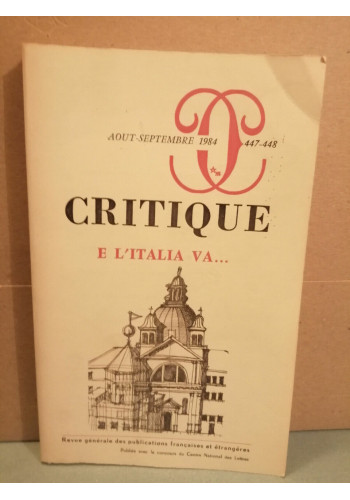 AOUT-SEPTEMBRE 1984 447-448
CRITIQUE
E L'ITALIA VA...
Revue générale des publications françaises et étrangères
Publiée avec le concours du Centre National des Lettres